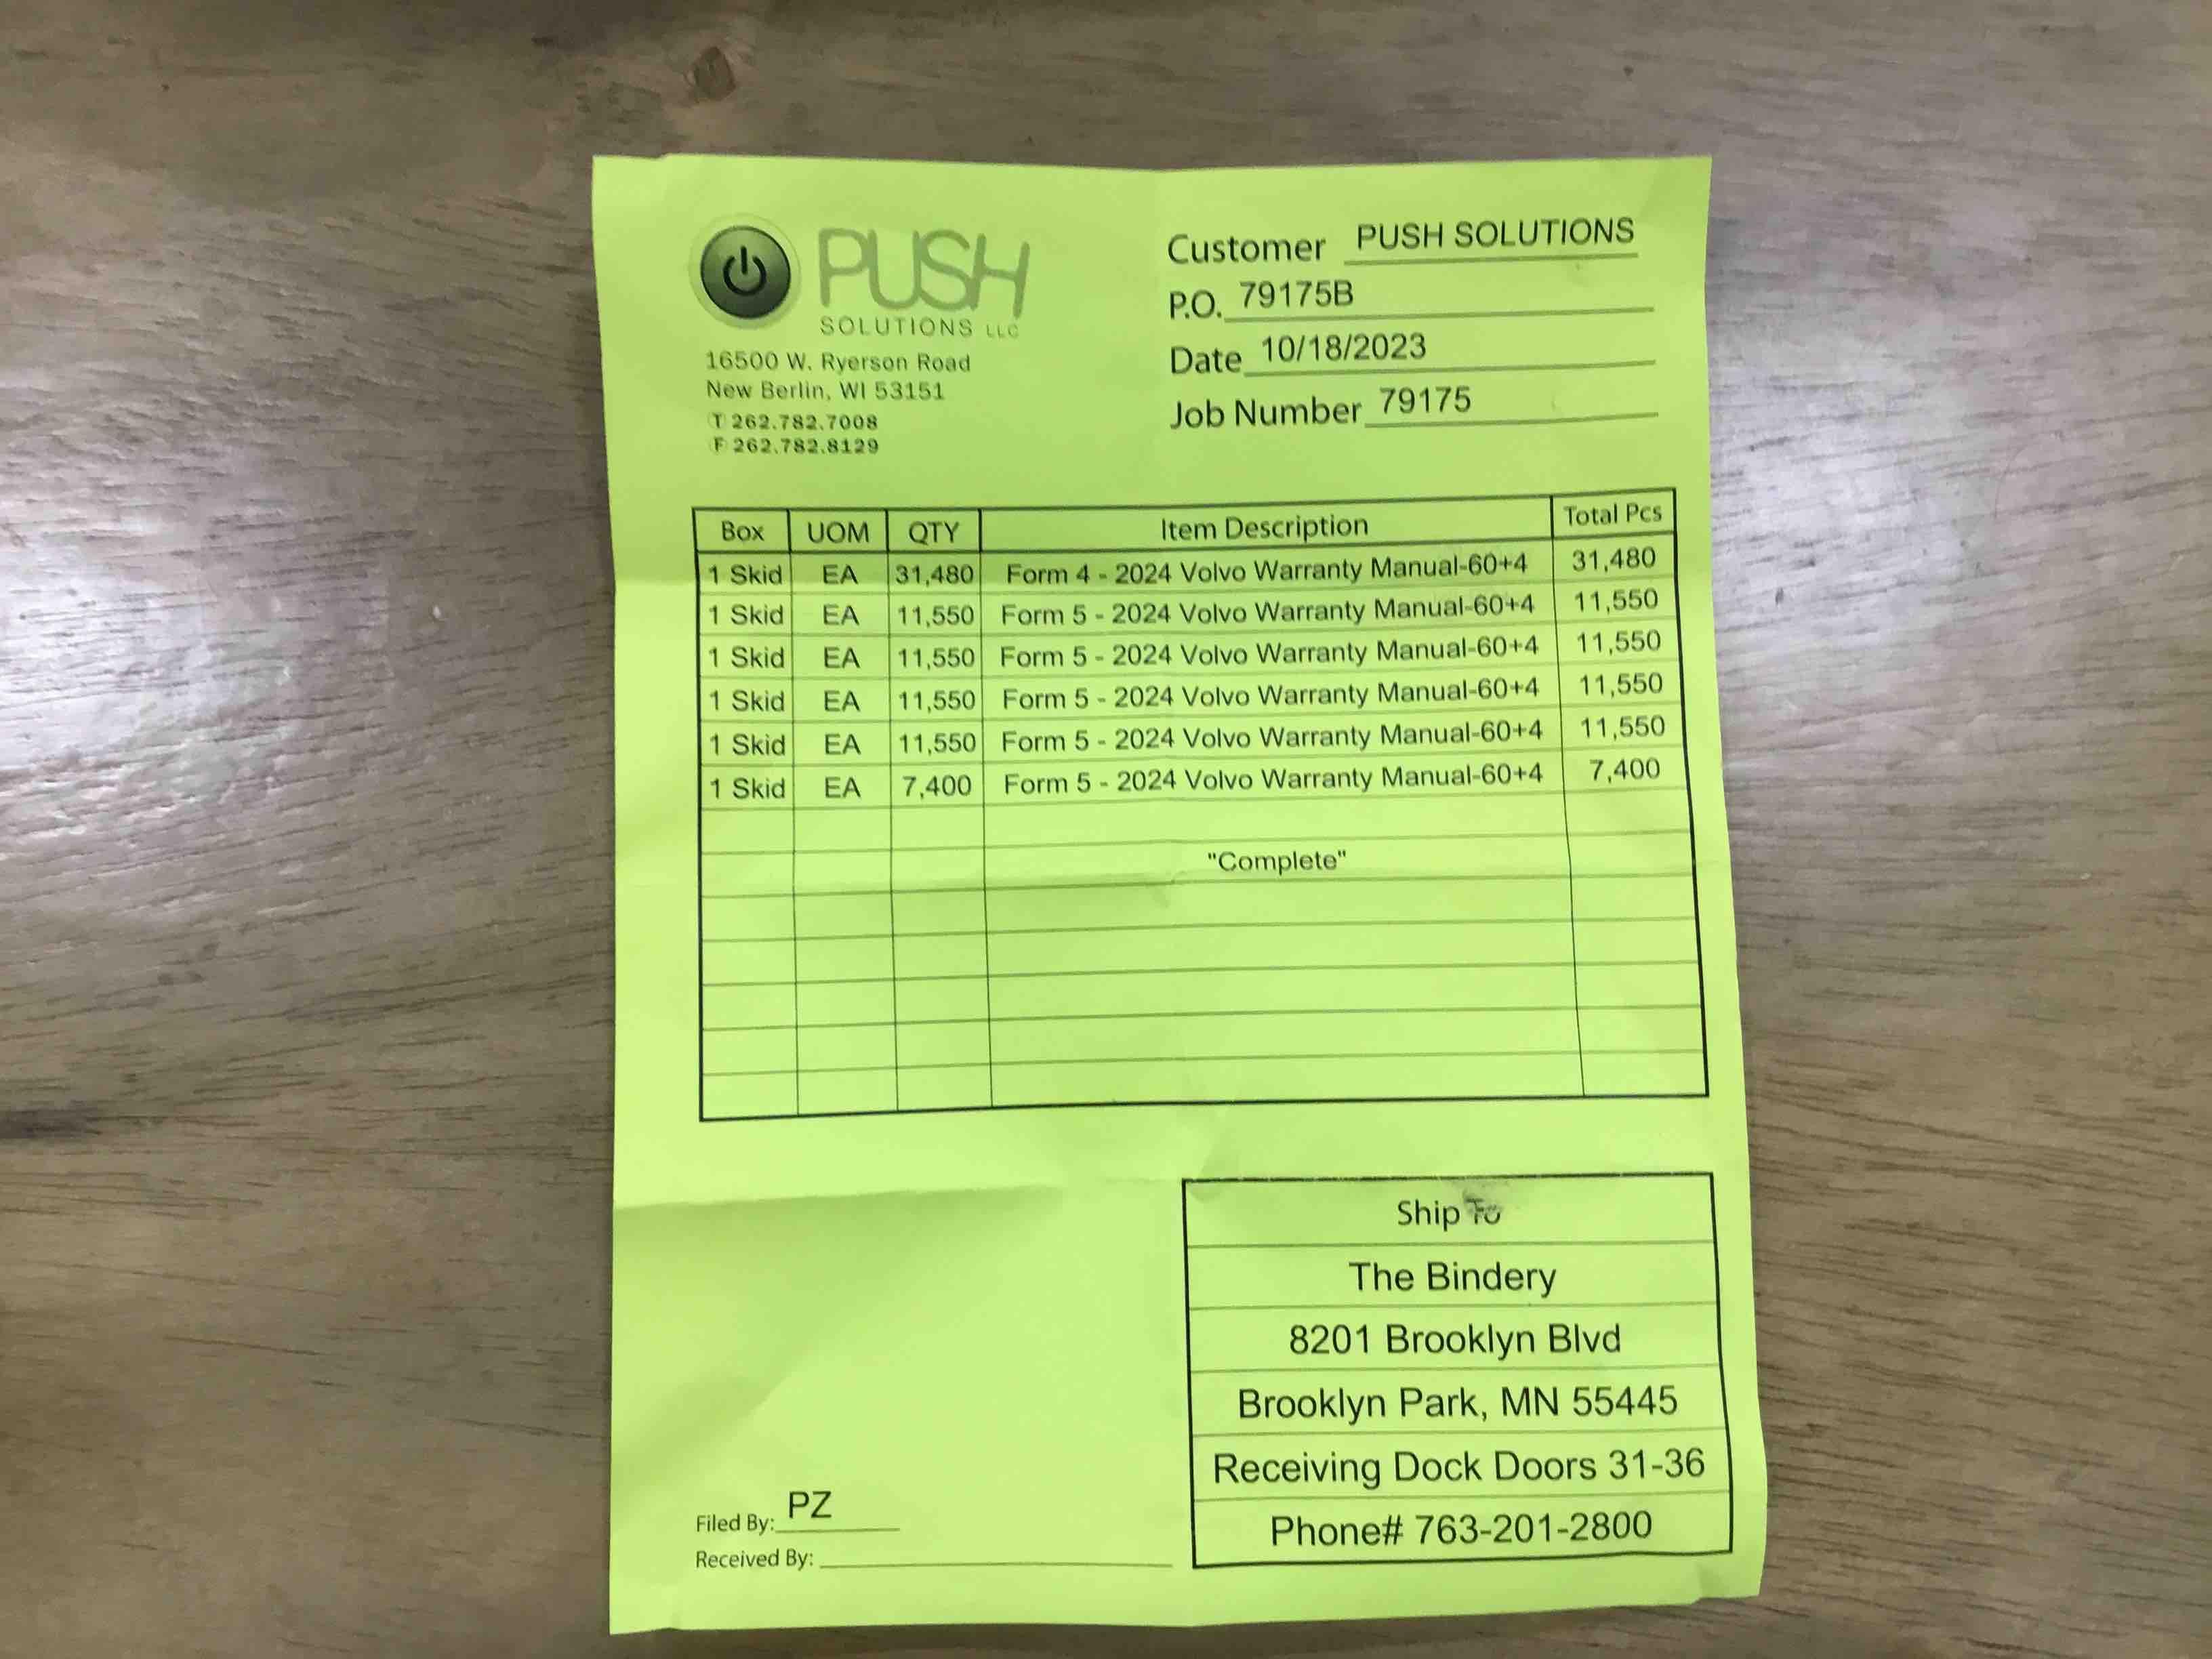 PUSH
SOLUTIONS LLC
16500 W. Ryerson Road
New Berlin, WI 53151
T 262.782.7008
F 262.782.8129
Customer PUSH SOLUTIONS
P.O. 79175B
Date 10/18/2023
Job Number 79175
Box UOM QTY Item Description Total Pcs
1 Skid EA 31,480 Form 4 - 2024 Volvo Warranty Manual-60+4 31,480
1 Skid EA 11,550 Form 5 - 2024 Volvo Warranty Manual-60+4 11,550
1 Skid EA 11,550 Form 5 - 2024 Volvo Warranty Manual-60+4 11,550
1 Skid EA 11,550 Form 5 - 2024 Volvo Warranty Manual-60+4 11,550
1 Skid EA 11,550 Form 5 - 2024 Volvo Warranty Manual-60+4 11,550
1 Skid EA 7,400 Form 5 - 2024 Volvo Warranty Manual-60+4 7,400
"Complete"
Ship To
The Bindery
8201 Brooklyn Blvd
Brooklyn Park, MN 55445
Receiving Dock Doors 31-36
Phone# 763-201-2800
Filed By: PZ
Received By: